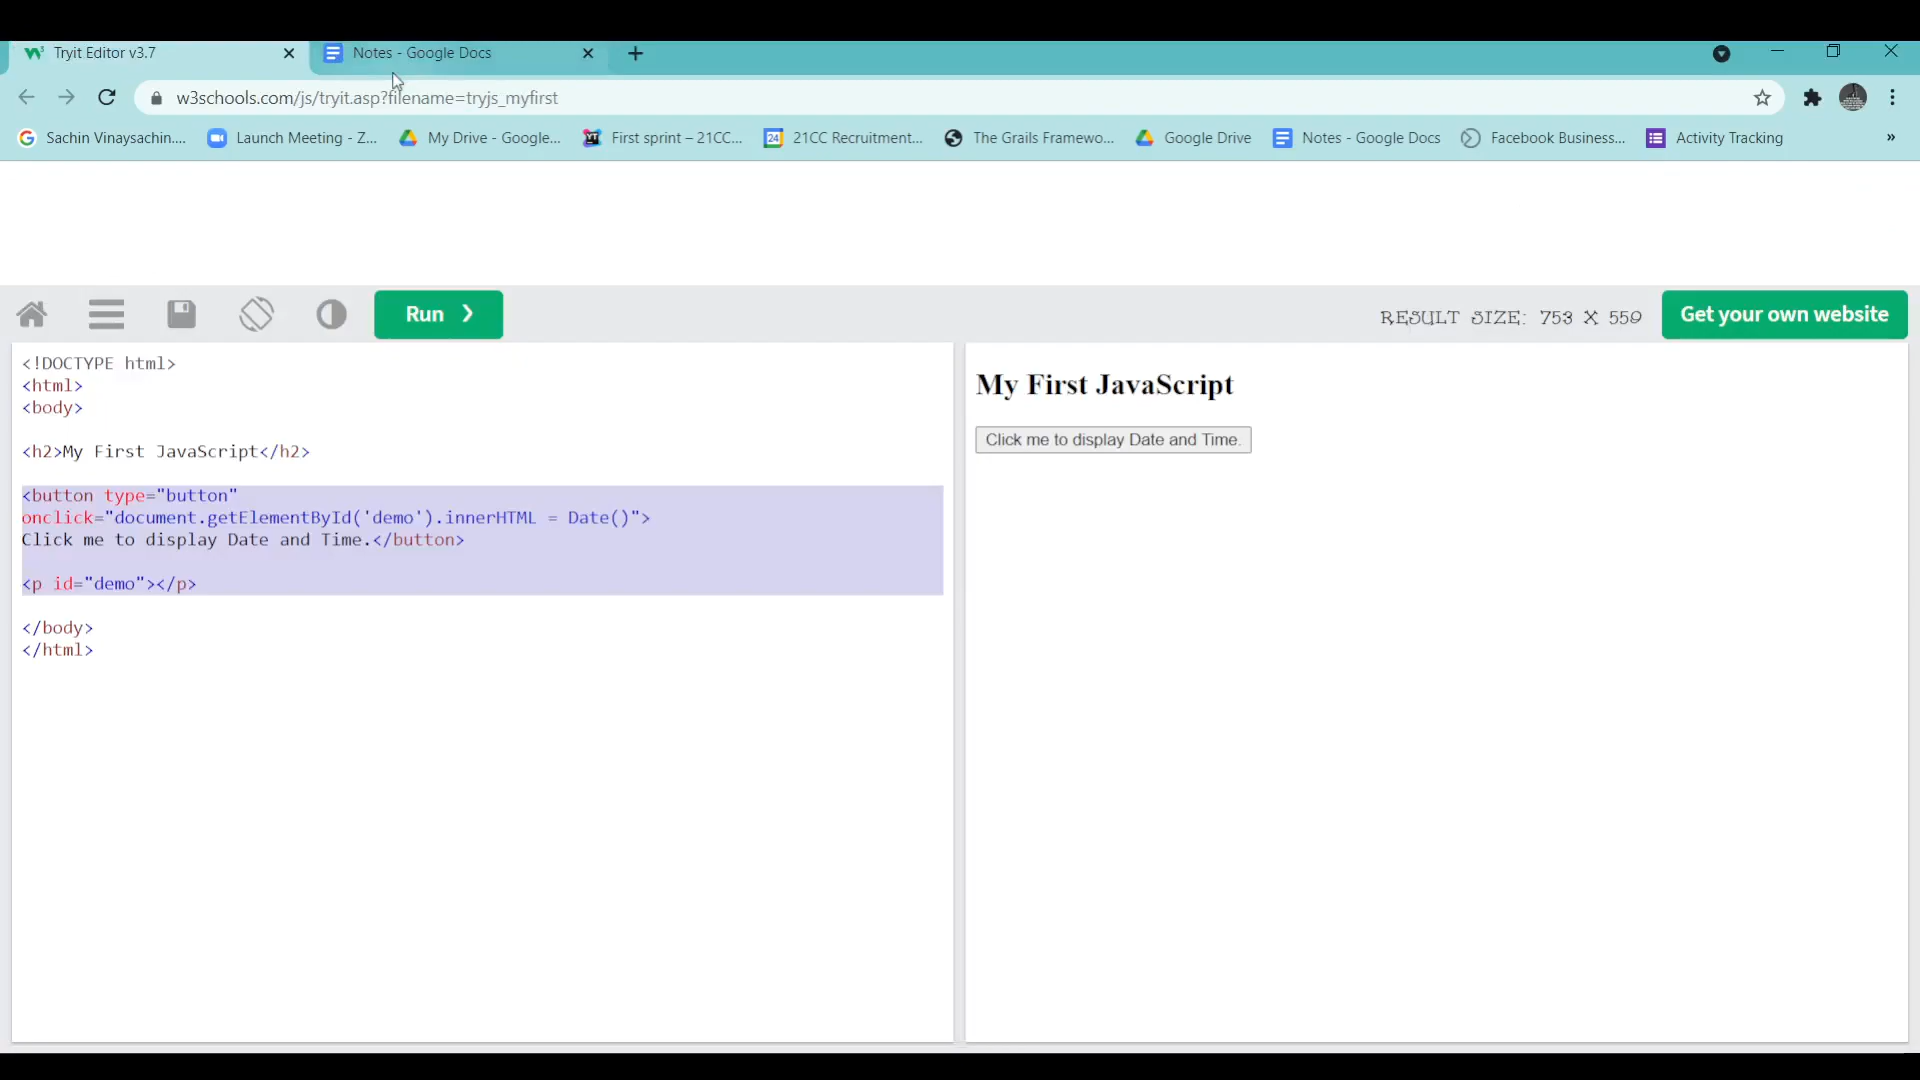 Tryit Editor v3.7
Notes - Google Docs
w3schools.com/js/tryit.asp?filename=tryjs_myfirst
Sachin Vinaysachin....
Launch Meeting - Z...
My Drive - Google...
First sprint – 21CC...
24
21CC Recruitment...
The Grails Framewo...
Google Drive
Notes - Google Docs
Facebook Business...
Activity Tracking
»
Run ❯
RESULT SIZE: 753 X 559
Get your own website
<!DOCTYPE html>
<html>
<body>
<h2>My First JavaScript</h2>
<button type="button"
onclick="document.getElementById('demo').innerHTML = Date()">
Click me to display Date and Time.</button>
<p id="demo"></p>
</body>
</html>
My First JavaScript
Click me to display Date and Time.